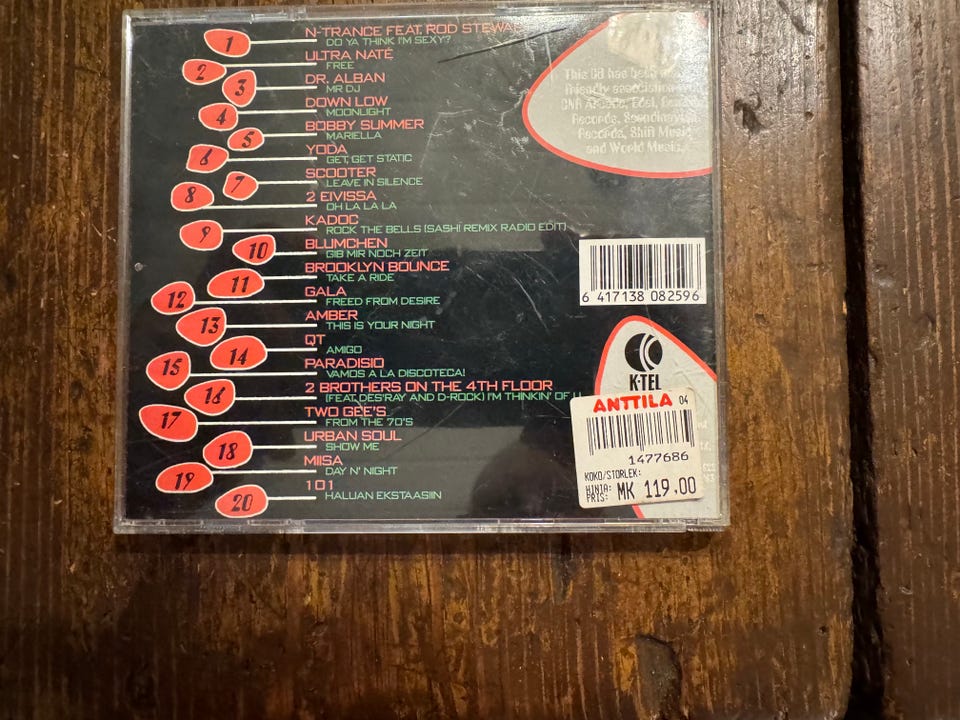 1
N-TRANCE FEAT. ROD STEWA
DO YA THINK I'M SEXY?
2
ULTRA NATÉ
FREE
3
DR. ALBAN
MR DJ
4
DOWN LOW
MOONLIGHT
5
BOBBY SUMMER
MARIELLA
6
YODA
GET, GET STATIC
7
SCOOTER
LEAVE IN SILENCE
8
2 EIVISSA
OH LA LA LA
9
KADOC
ROCK THE BELLS (SASH! REMIX RADIO EDIT)
10
BLUMCHEN
GIB MIR NOCH ZEIT
11
BROOKLYN BOUNCE
TAKE A RIDE
12
GALA
FREED FROM DESIRE
13
AMBER
THIS IS YOUR NIGHT
14
QT
AMIGO
15
PARADISIO
VAMOS A LA DISCOTECA!
16
2 BROTHERS ON THE 4TH FLOOR
(FEAT. DES'RAY AND D-ROCK) I'M THINKIN' OF U
17
TWO GEE'S
FROM THE 70'S
18
URBAN SOUL
SHOW ME
19
MIISA
DAY N' NIGHT
20
101
HALUAN EKSTAASIIN
This CD has been
friendly association
CNR Arcade, Edel,
Records, Scandinavian
Records, Shift Music
and World Music.
6 417138 082596
K-TEL
ANTTILA 04
1477686
KOKO/STORLEK:
HINTA:
PRIS: MK 119.00